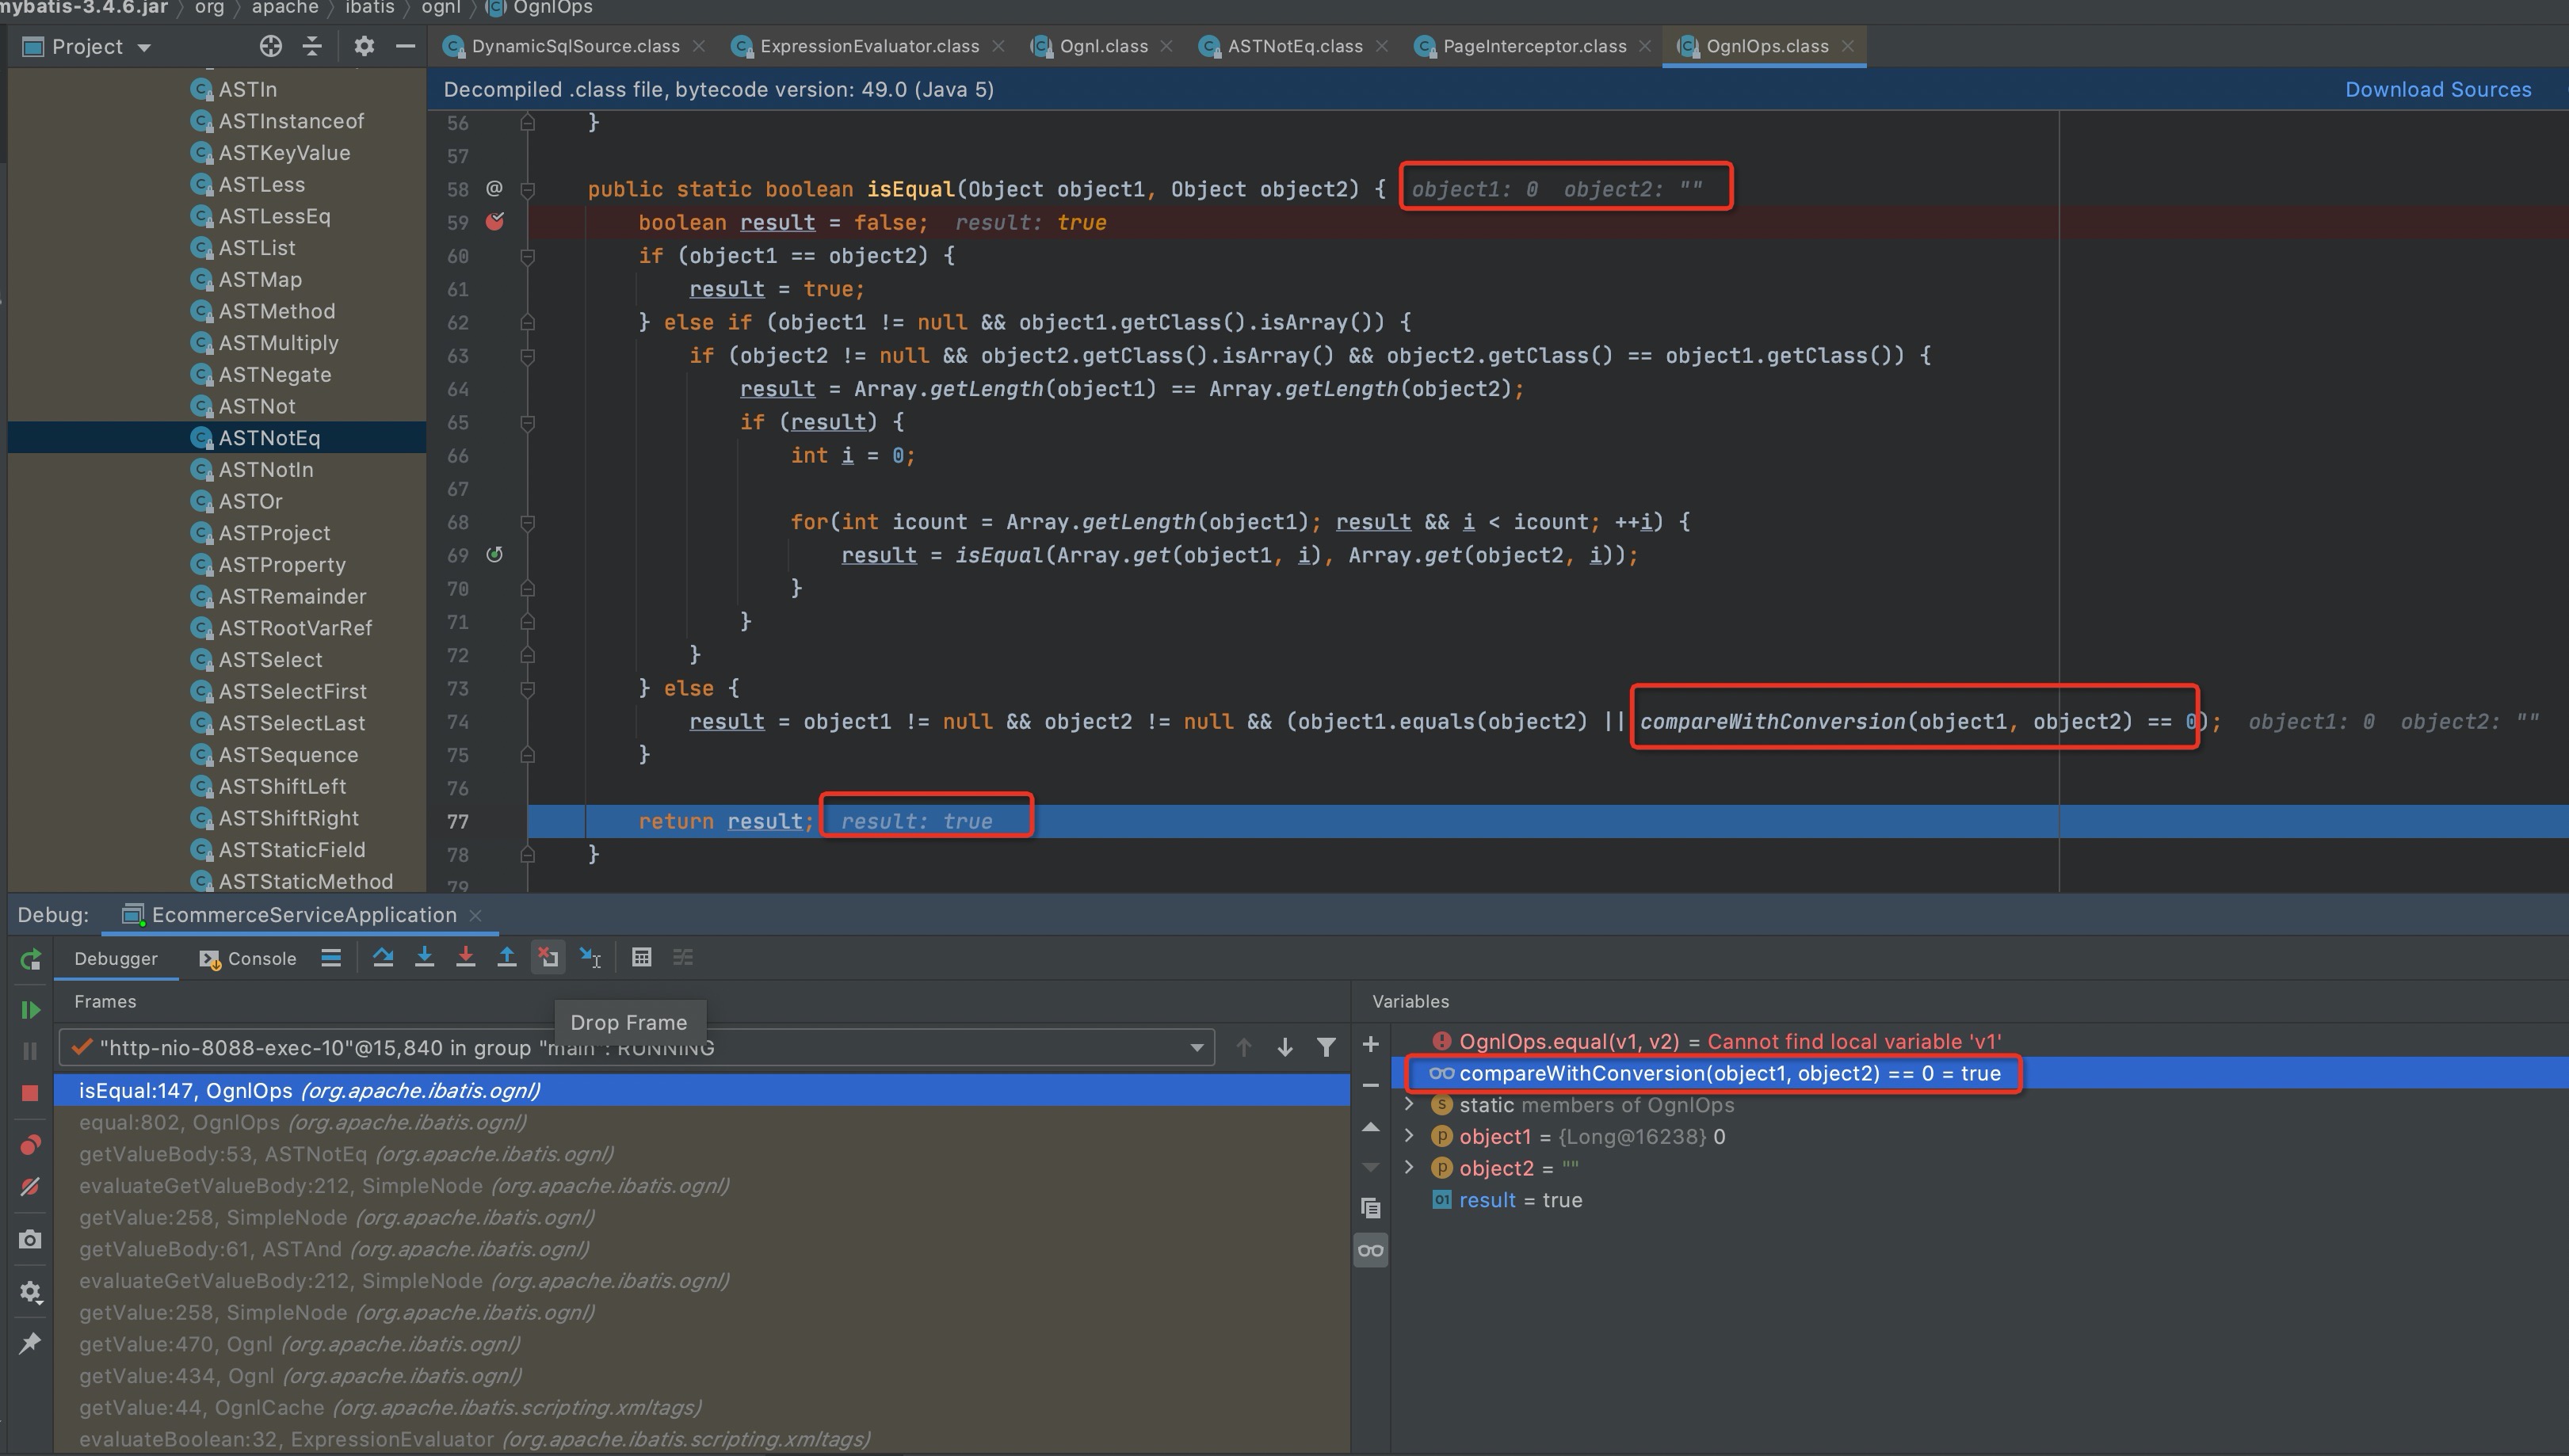 mybatis-3.4.6.jar 〉 org 〉 apache 〉 ibatis 〉 ognl 〉 OgnlOps
Project
DynamicSqlSource.class
ExpressionEvaluator.class
Ognl.class
ASTNotEq.class
PageInterceptor.class
OgnlOps.class
Decompiled .class file, bytecode version: 49.0 (Java 5)
Download Sources
ASTIn
ASTInstanceof
ASTKeyValue
ASTLess
ASTLessEq
ASTList
ASTMap
ASTMethod
ASTMultiply
ASTNegate
ASTNot
ASTNotEq
ASTNotIn
ASTOr
ASTProject
ASTProperty
ASTRemainder
ASTRootVarRef
ASTSelect
ASTSelectFirst
ASTSelectLast
ASTSequence
ASTShiftLeft
ASTShiftRight
ASTStaticField
ASTStaticMethod
56 }
57
58 @ public static boolean isEqual(Object object1, Object object2) { object1: 0 object2: ""
59 boolean result = false; result: true
60 if (object1 == object2) {
61 result = true;
62 } else if (object1 != null && object1.getClass().isArray()) {
63 if (object2 != null && object2.getClass().isArray() && object2.getClass() == object1.getClass()) {
64 result = Array.getLength(object1) == Array.getLength(object2);
65 if (result) {
66 int i = 0;
67
68 for(int icount = Array.getLength(object1); result && i < icount; ++i) {
69 result = isEqual(Array.get(object1, i), Array.get(object2, i));
70 }
71 }
72 }
73 } else {
74 result = object1 != null && object2 != null && (object1.equals(object2) || compareWithConversion(object1, object2) == 0); object1: 0 object2: ""
75 }
76
77 return result; result: true
78 }
79
Debug: EcommerceServiceApplication
Debugger Console
Frames
Drop Frame
"http-nio-8088-exec-10"@15,840 in group "main": RUNNING
isEqual:147, OgnlOps (org.apache.ibatis.ognl)
equal:802, OgnlOps (org.apache.ibatis.ognl)
getValueBody:53, ASTNotEq (org.apache.ibatis.ognl)
evaluateGetValueBody:212, SimpleNode (org.apache.ibatis.ognl)
getValue:258, SimpleNode (org.apache.ibatis.ognl)
getValueBody:61, ASTAnd (org.apache.ibatis.ognl)
evaluateGetValueBody:212, SimpleNode (org.apache.ibatis.ognl)
getValue:258, SimpleNode (org.apache.ibatis.ognl)
getValue:470, Ognl (org.apache.ibatis.ognl)
getValue:434, Ognl (org.apache.ibatis.ognl)
getValue:44, OgnlCache (org.apache.ibatis.scripting.xmltags)
evaluateBoolean:32, ExpressionEvaluator (org.apache.ibatis.scripting.xmltags)
Variables
OgnlOps.equal(v1, v2) = Cannot find local variable 'v1'
compareWithConversion(object1, object2) == 0 = true
static members of OgnlOps
object1 = {Long@16238} 0
object2 = ""
result = true